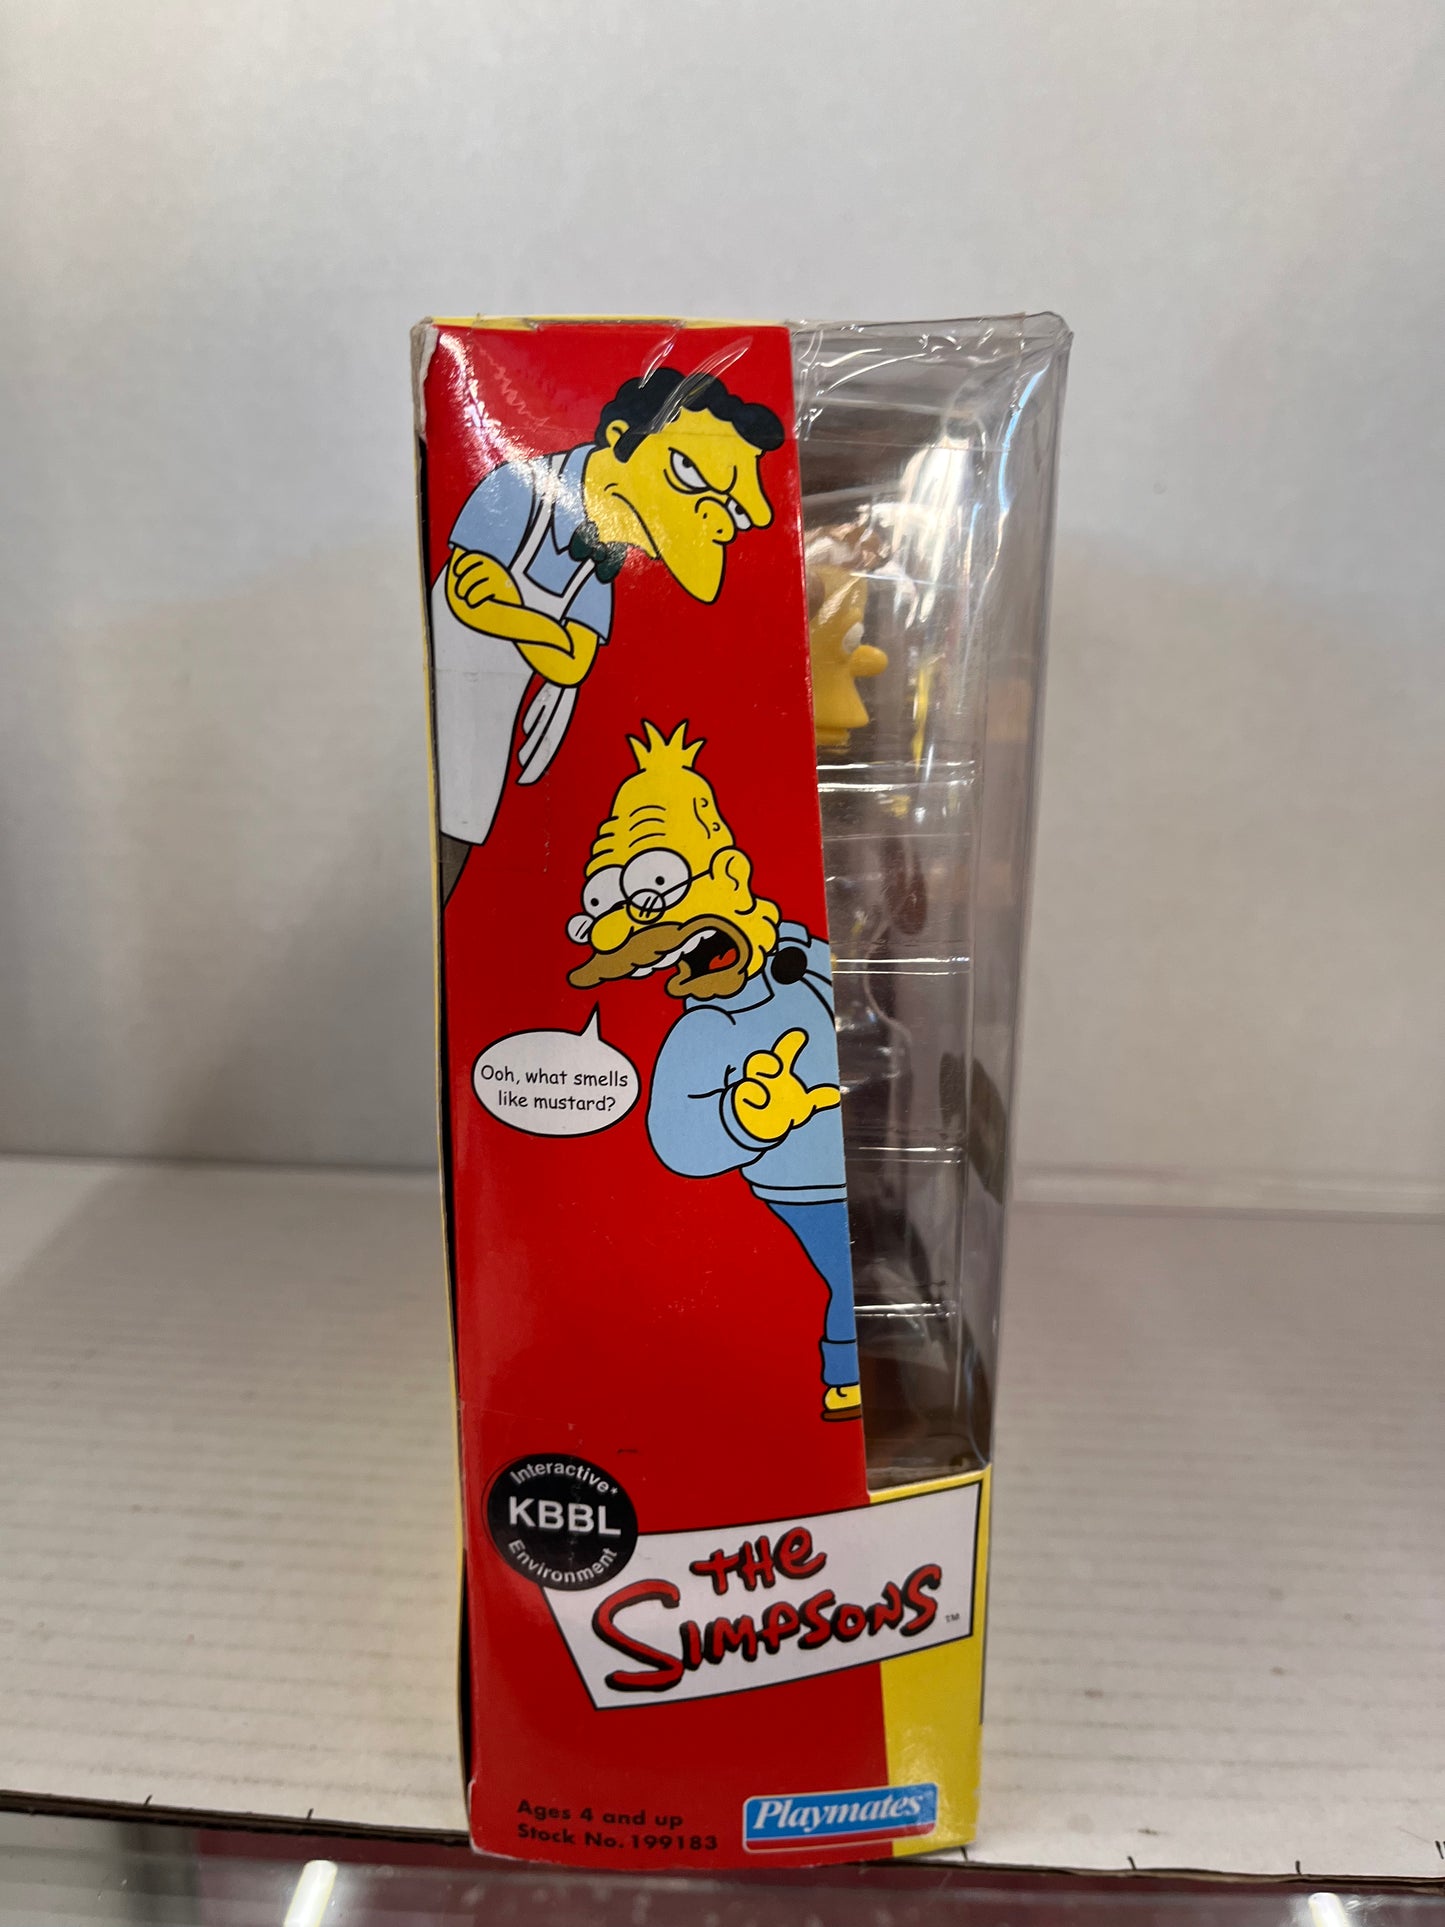 Ooh, what smells
like mustard?
Interactive*
KBBL
Environment
THe
SIMPSONS TM
Ages 4 and up
Stock No. 199183
Playmates